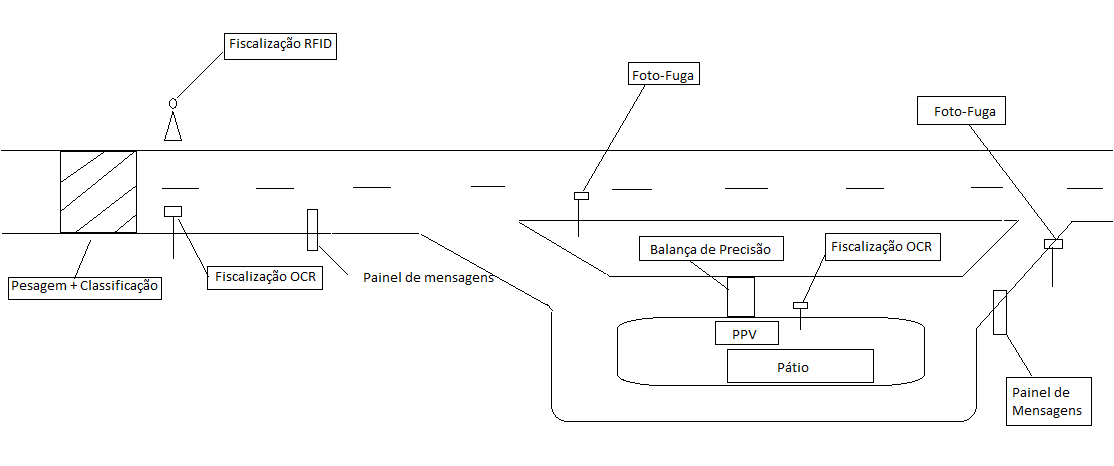 Fiscalização RFID
Foto-Fuga
Foto-Fuga
Balança de Precisão
Fiscalização OCR
Fiscalização OCR
Painel de mensagens
Pesagem + Classificação
PPV
Pátio
Painel de
Mensagens